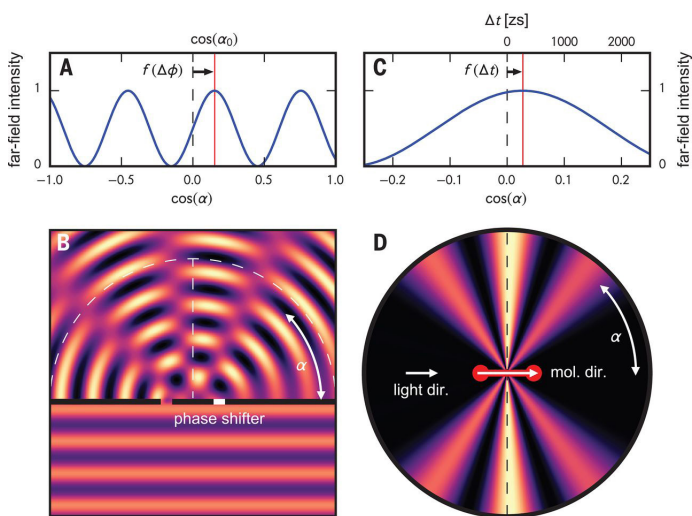 cos(α₀)
A
f(Δϕ)
far-field intensity
1
0
−1.0 −0.5 0.0 0.5 1.0
cos(α)
Δt [zs]
0 1000 2000
C
f(Δt)
1
0
far-field intensity
−0.2 −0.1 0.0 0.1 0.2
cos(α)
B
α
phase shifter
D
α
light dir.
mol. dir.